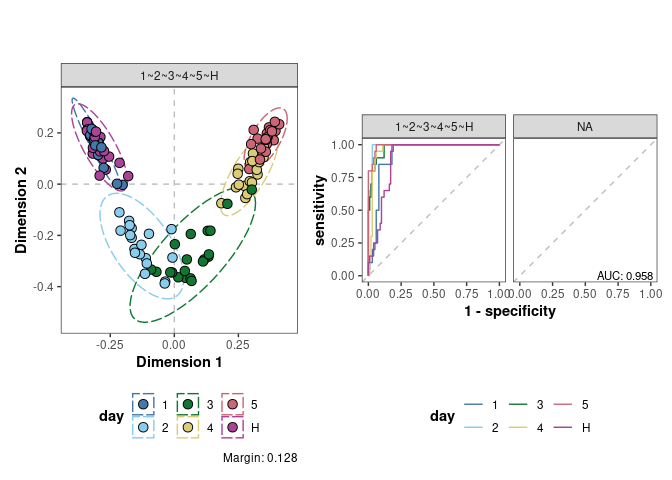 1~2~3~4~5~H
Dimension 2
0.2
0.0
-0.2
-0.4
-0.25
0.00
0.25
Dimension 1
day
1
3
5
2
4
H
Margin: 0.128
1~2~3~4~5~H
NA
sensitivity
1.00
0.75
0.50
0.25
0.00
AUC: 0.958
0.00 0.25 0.50 0.75 1.00
0.00 0.25 0.50 0.75 1.00
1 - specificity
day
1
3
5
2
4
H